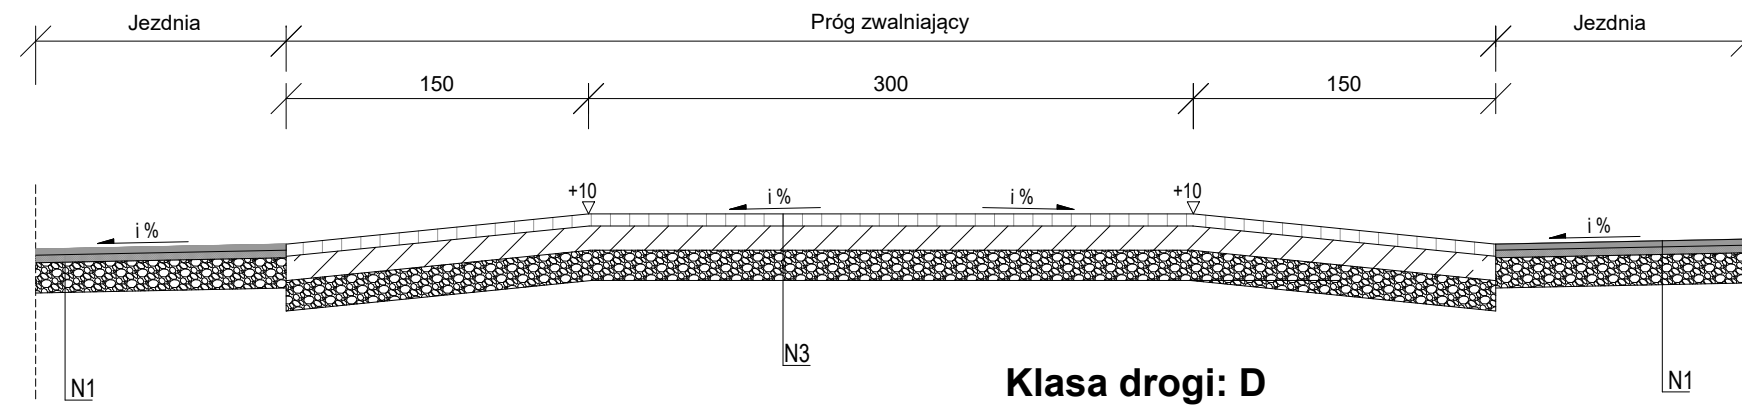 Jezdnia Próg zwalniający Jezdnia
150 300 150
+10 +10
i % i % i % i %
N3
N1 Klasa drogi: D N1